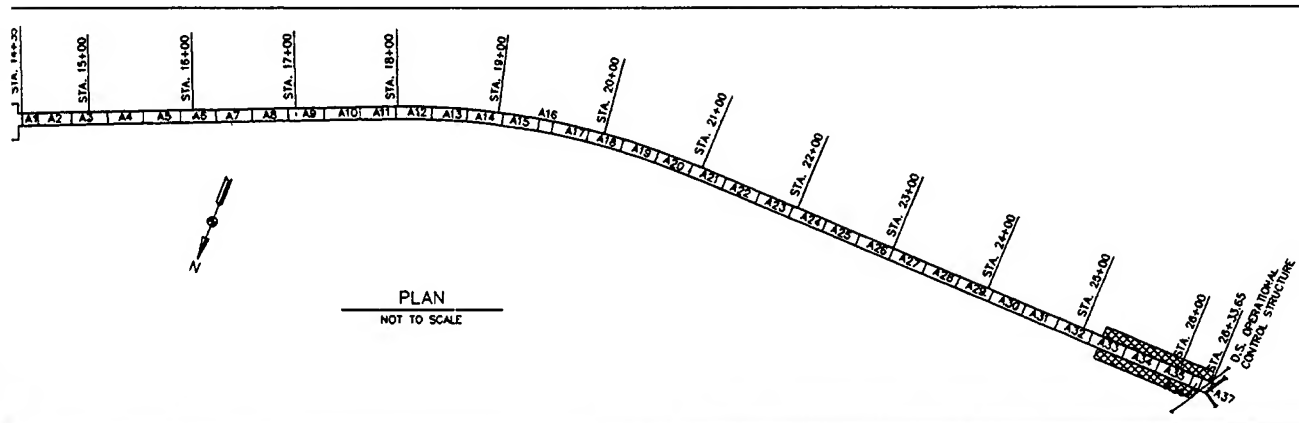 STA. 15+00
STA. 16+00
STA. 17+00
STA. 18+00
STA. 19+00
STA. 20+00
STA. 21+00
STA. 22+00
STA. 23+00
STA. 24+00
STA. 25+00
STA. 26+00
STA. 26+33.65
D.S. OPERATIONAL
CONTROL STRUCTURE
A1 A2 A3 A4 A5 A6 A7 A8 A9 A10 A11 A12 A13 A14 A15 A16 A17 A18 A19 A20 A21 A22 A23 A24 A25 A26 A27 A28 A29 A30 A31 A32 A33 A34 A35 A37
N
PLAN
NOT TO SCALE